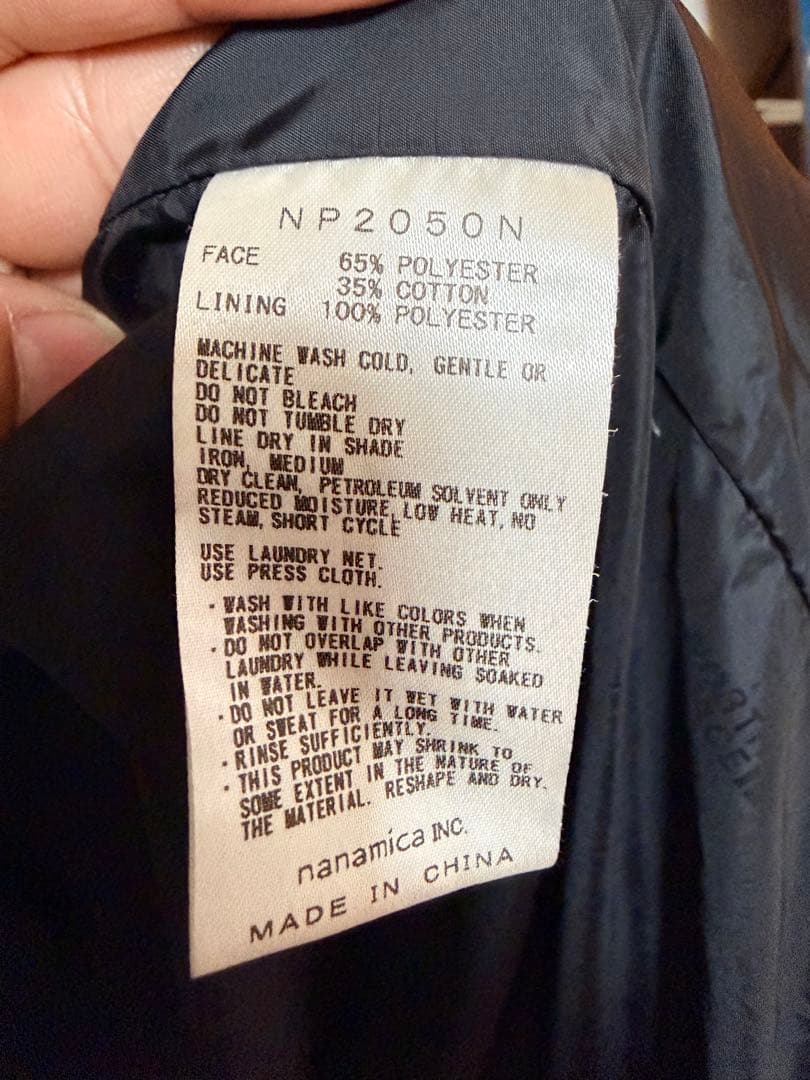 NP2050N
FACE 65% POLYESTER
35% COTTON
LINING 100% POLYESTER
MACHINE WASH COLD, GENTLE OR
DELICATE
DO NOT BLEACH
DO NOT TUMBLE DRY
LINE DRY IN SHADE
IRON, MEDIUM
DRY CLEAN, PETROLEUM SOLVENT ONLY
REDUCED MOISTURE, LOW HEAT, NO
STEAM, SHORT CYCLE
USE LAUNDRY NET.
USE PRESS CLOTH.
・WASH WITH LIKE COLORS WHEN
WASHING WITH OTHER PRODUCTS.
・DO NOT OVERLAP WITH OTHER
LAUNDRY WHILE LEAVING SOAKED
IN WATER.
・DO NOT LEAVE IT WET WITH WATER
OR SWEAT FOR A LONG TIME.
・RINSE SUFFICIENTLY.
・THIS PRODUCT MAY SHRINK TO
SOME EXTENT IN THE NATURE OF
THE MATERIAL. RESHAPE AND DRY.
nanamica INC.
MADE IN CHINA